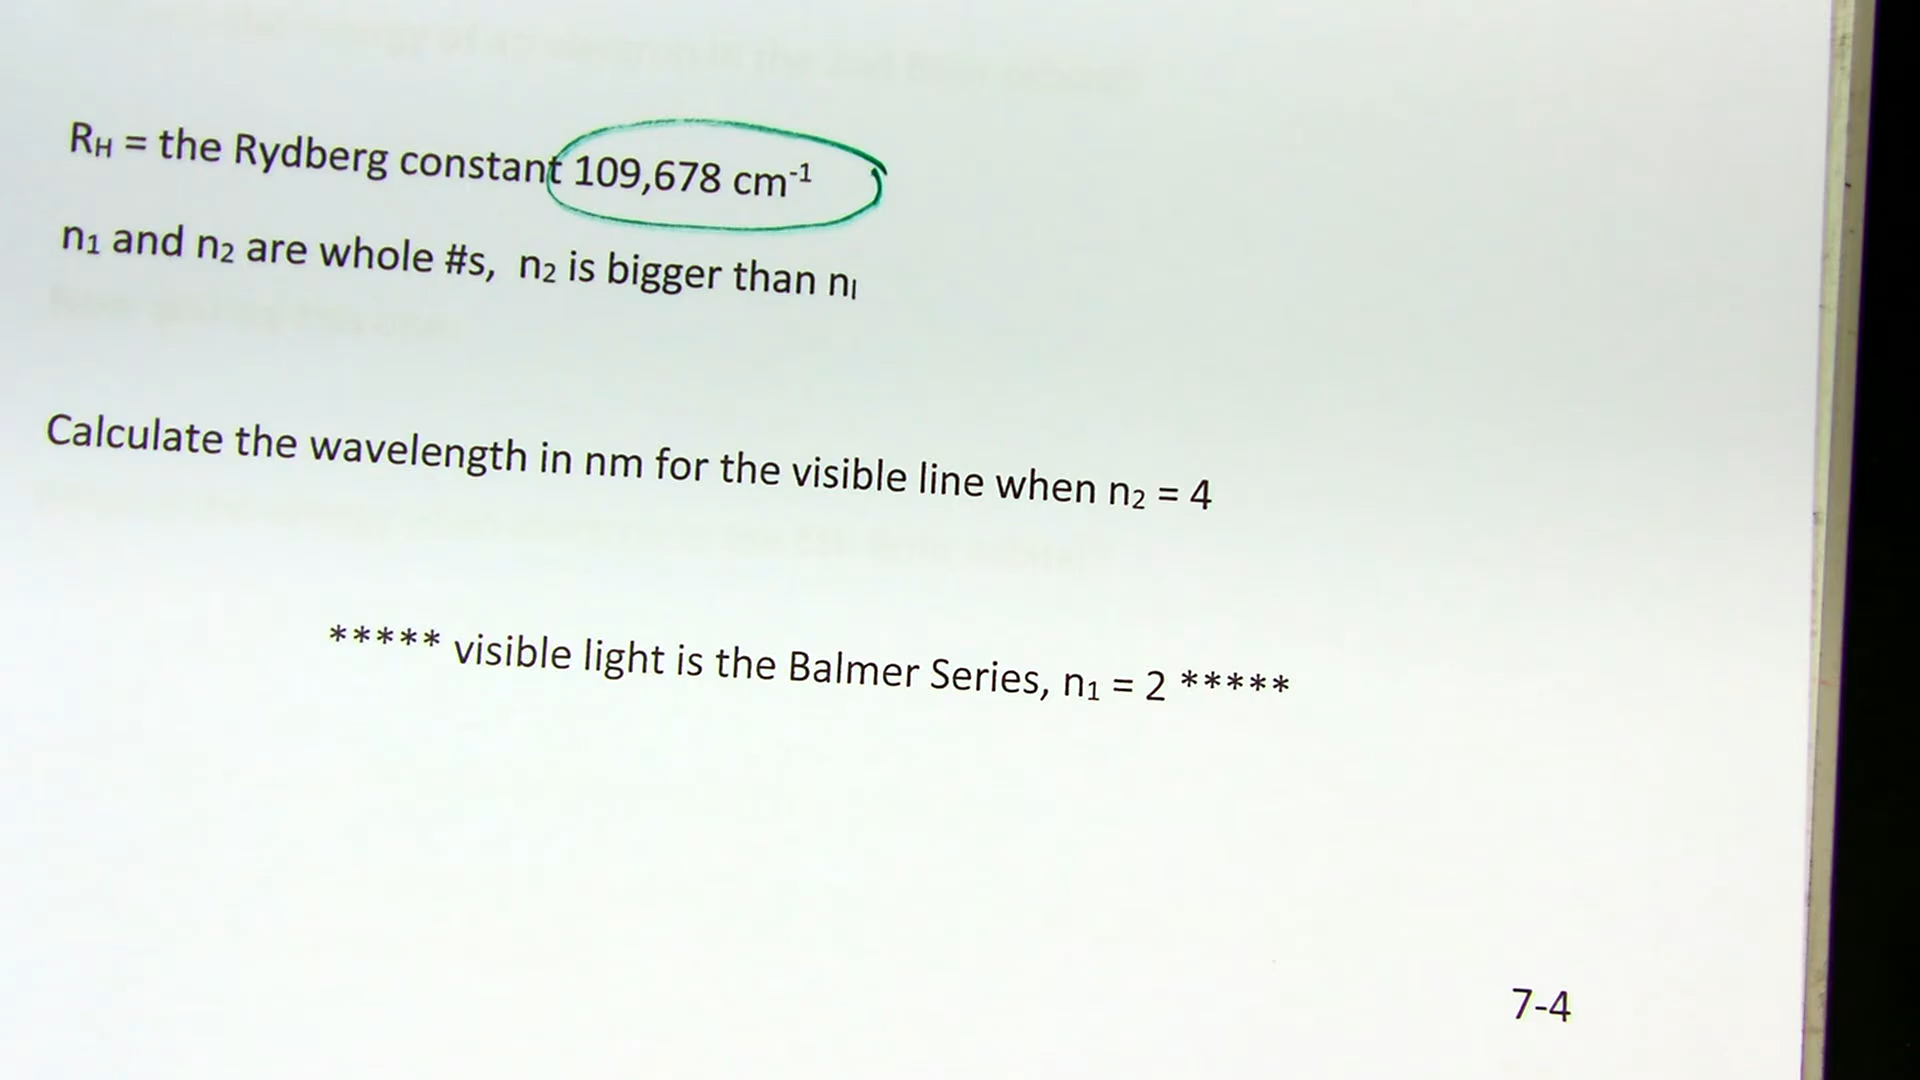 R_H = the Rydberg constant 109,678 cm⁻¹
n₁ and n₂ are whole #s, n₂ is bigger than nₗ
Calculate the wavelength in nm for the visible line when n₂ = 4
***** visible light is the Balmer Series, n₁ = 2 *****
7-4